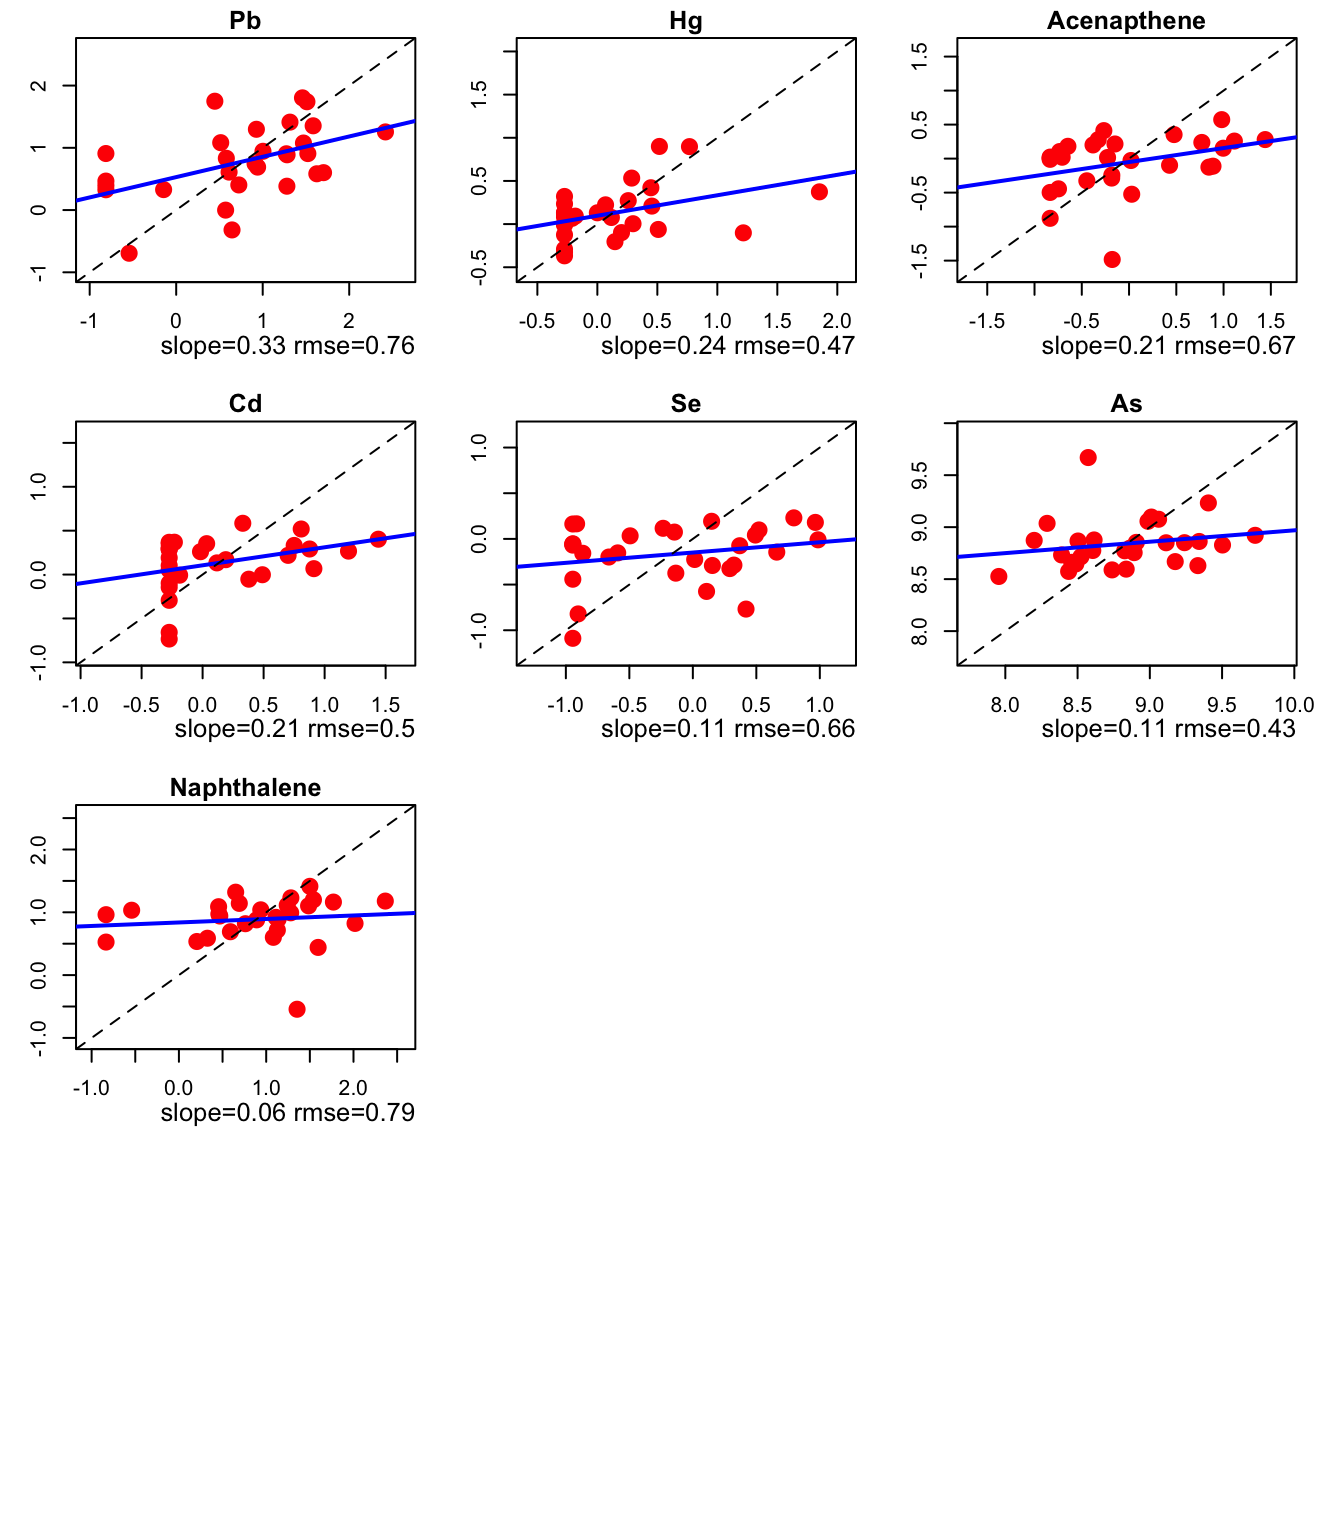 Pb
2
1
0
-1
-1 0 1 2
slope=0.33 rmse=0.76
Hg
1.5
0.5
-0.5
-0.5 0.0 0.5 1.0 1.5 2.0
slope=0.24 rmse=0.47
Acenapthene
1.5
0.5
-0.5
-1.5
-1.5 -0.5 0.5 1.0 1.5
slope=0.21 rmse=0.67
Cd
1.0
0.0
-1.0
-1.0 -0.5 0.0 0.5 1.0 1.5
slope=0.21 rmse=0.5
Se
1.0
0.0
-1.0
-1.0 -0.5 0.0 0.5 1.0
slope=0.11 rmse=0.66
As
9.5
9.0
8.5
8.0
8.0 8.5 9.0 9.5 10.0
slope=0.11 rmse=0.43
Naphthalene
2.0
1.0
0.0
-1.0
-1.0 0.0 1.0 2.0
slope=0.06 rmse=0.79